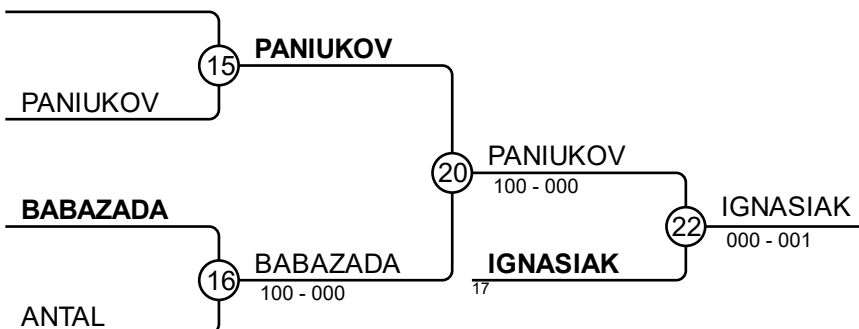 15
PANIUKOV
PANIUKOV
20
PANIUKOV
100 - 000
BABAZADA
22
IGNASIAK
000 - 001
16
BABAZADA
100 - 000
IGNASIAK
17
ANTAL